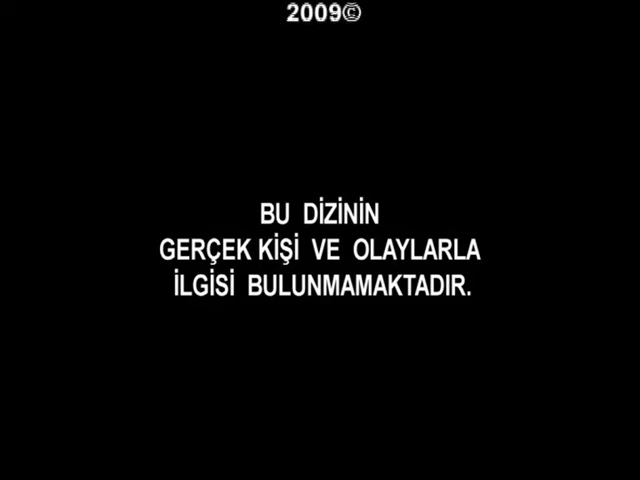 2009©
BU DİZİNİN
GERÇEK KİŞİ VE OLAYLARLA
İLGİSİ BULUNMAMAKTADIR.